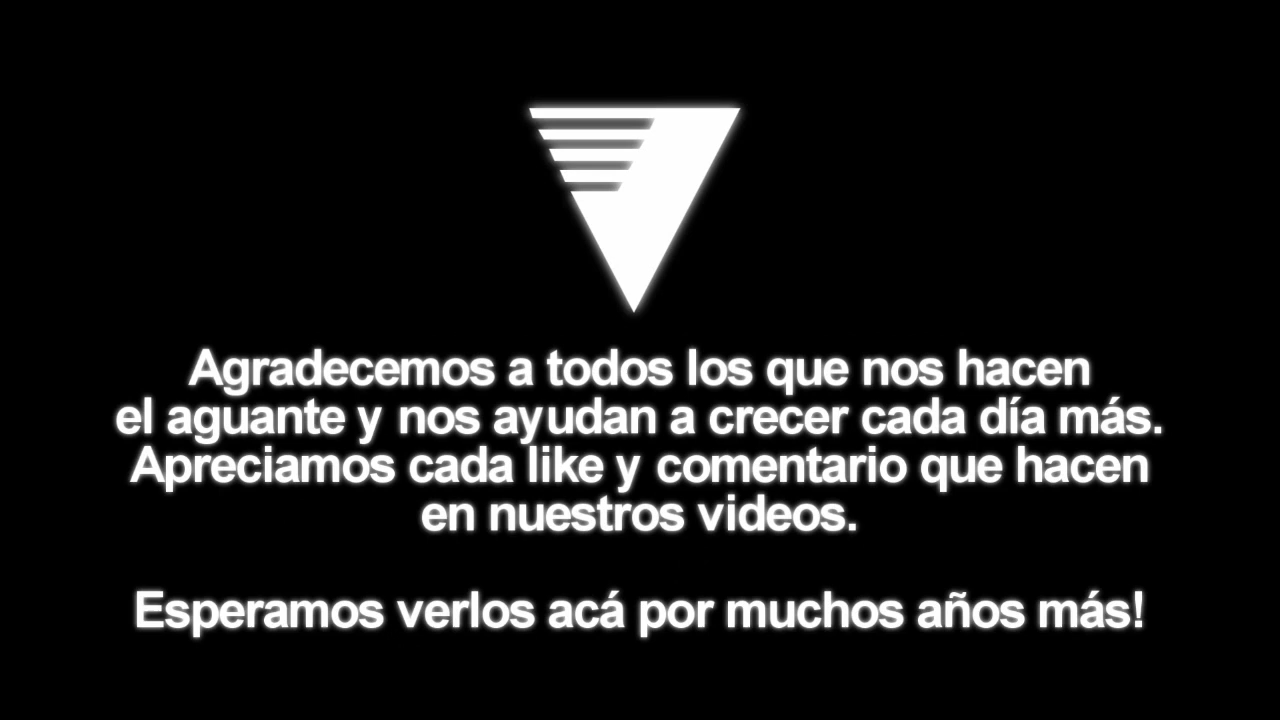 Agradecemos a todos los que nos hacen
el aguante y nos ayudan a crecer cada día más.
Apreciamos cada like y comentario que hacen
en nuestros videos.
Esperamos verlos acá por muchos años más!